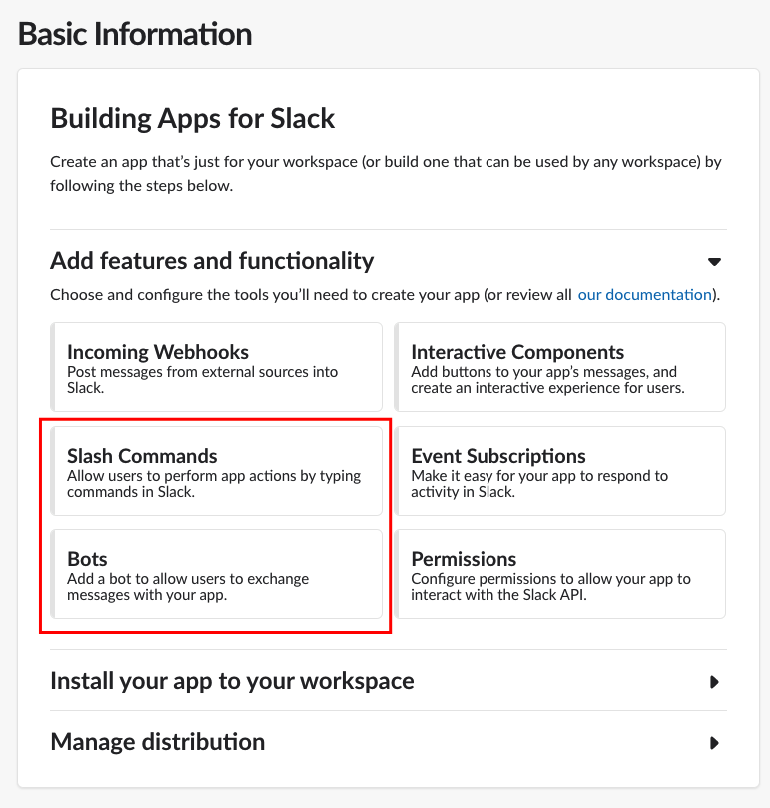 Basic Information
Building Apps for Slack
Create an app that’s just for your workspace (or build one that can be used by any workspace) by
following the steps below.
Add features and functionality
Choose and configure the tools you’ll need to create your app (or review all our documentation).
Incoming Webhooks
Post messages from external sources into
Slack.
Interactive Components
Add buttons to your app’s messages, and
create an interactive experience for users.
Slash Commands
Allow users to perform app actions by typing
commands in Slack.
Event Subscriptions
Make it easy for your app to respond to
activity in Slack.
Bots
Add a bot to allow users to exchange
messages with your app.
Permissions
Configure permissions to allow your app to
interact with the Slack API.
Install your app to your workspace
Manage distribution